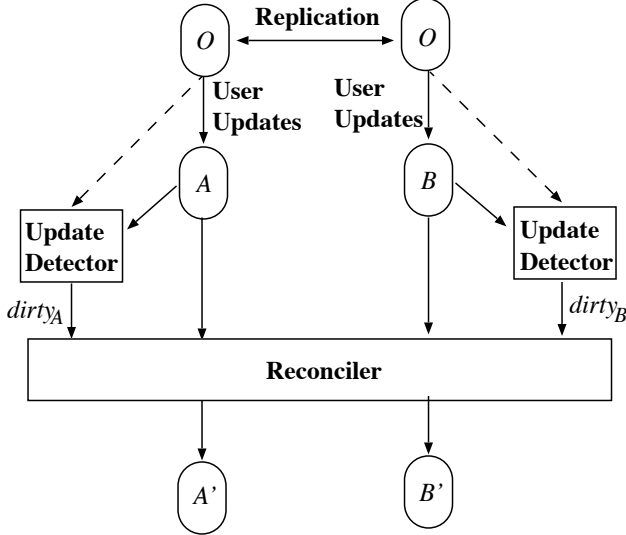 Replication
O
O
User
Updates
User
Updates
A
B
Update
Detector
Update
Detector
dirtyA
dirtyB
Reconciler
A'
B'